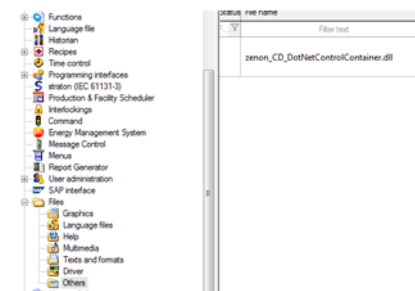 Functions
Language file
Historian
Recipes
Time control
Programming interfaces
straton (IEC 61131-3)
Production & Facility Scheduler
Interlockings
Command
Energy Management System
Message Control
Menus
Report Generator
User administration
SAP interface
Files
Graphics
Language files
Help
Multimedia
Texts and formats
Driver
Others
Status File name
Filter text
zenon_CD_DotNetControlContainer.dll